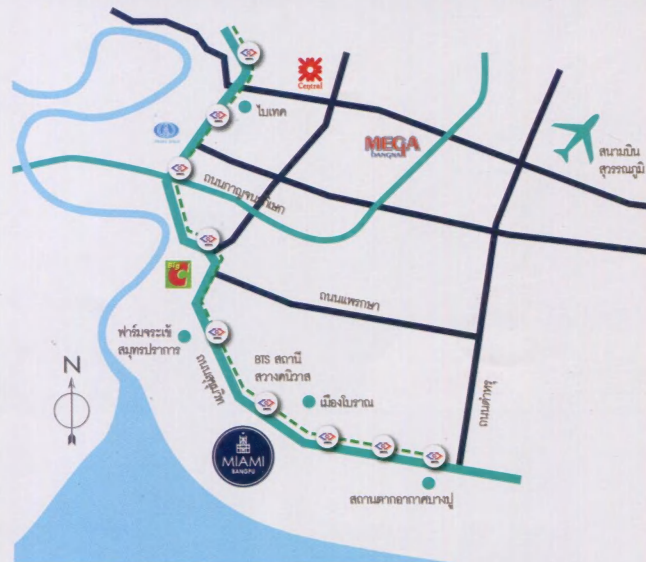 Central
ไบเทค
MEGA
BANGNA
สนามบิน
สุวรรณภูมิ
ถนนกาญจนาภิเษก
BIG
C
ถนนแพรกษา
ฟาร์มจระเข้
สมุทรปราการ
ถนนสุขุมวิท
BTS สถานี
สวางคนิวาส
เมืองโบราณ
ถนนตำหรุ
N
MIAMI
BANGPU
สถานตากอากาศบางปู